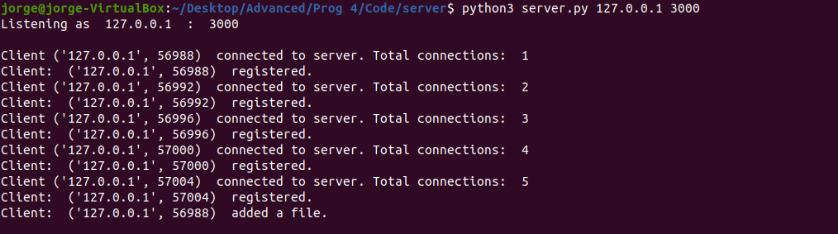 jorge@jorge-VirtualBox:~/Desktop/Advanced/Prog 4/Code/server$ python3 server.py 127.0.0.1 3000
Listening as  127.0.0.1  :  3000
Client ('127.0.0.1', 56988)  connected to server. Total connections:  1
Client:  ('127.0.0.1', 56988)  registered.
Client ('127.0.0.1', 56992)  connected to server. Total connections:  2
Client:  ('127.0.0.1', 56992)  registered.
Client ('127.0.0.1', 56996)  connected to server. Total connections:  3
Client:  ('127.0.0.1', 56996)  registered.
Client ('127.0.0.1', 57000)  connected to server. Total connections:  4
Client:  ('127.0.0.1', 57000)  registered.
Client ('127.0.0.1', 57004)  connected to server. Total connections:  5
Client:  ('127.0.0.1', 57004)  registered.
Client:  ('127.0.0.1', 56988)  added a file.